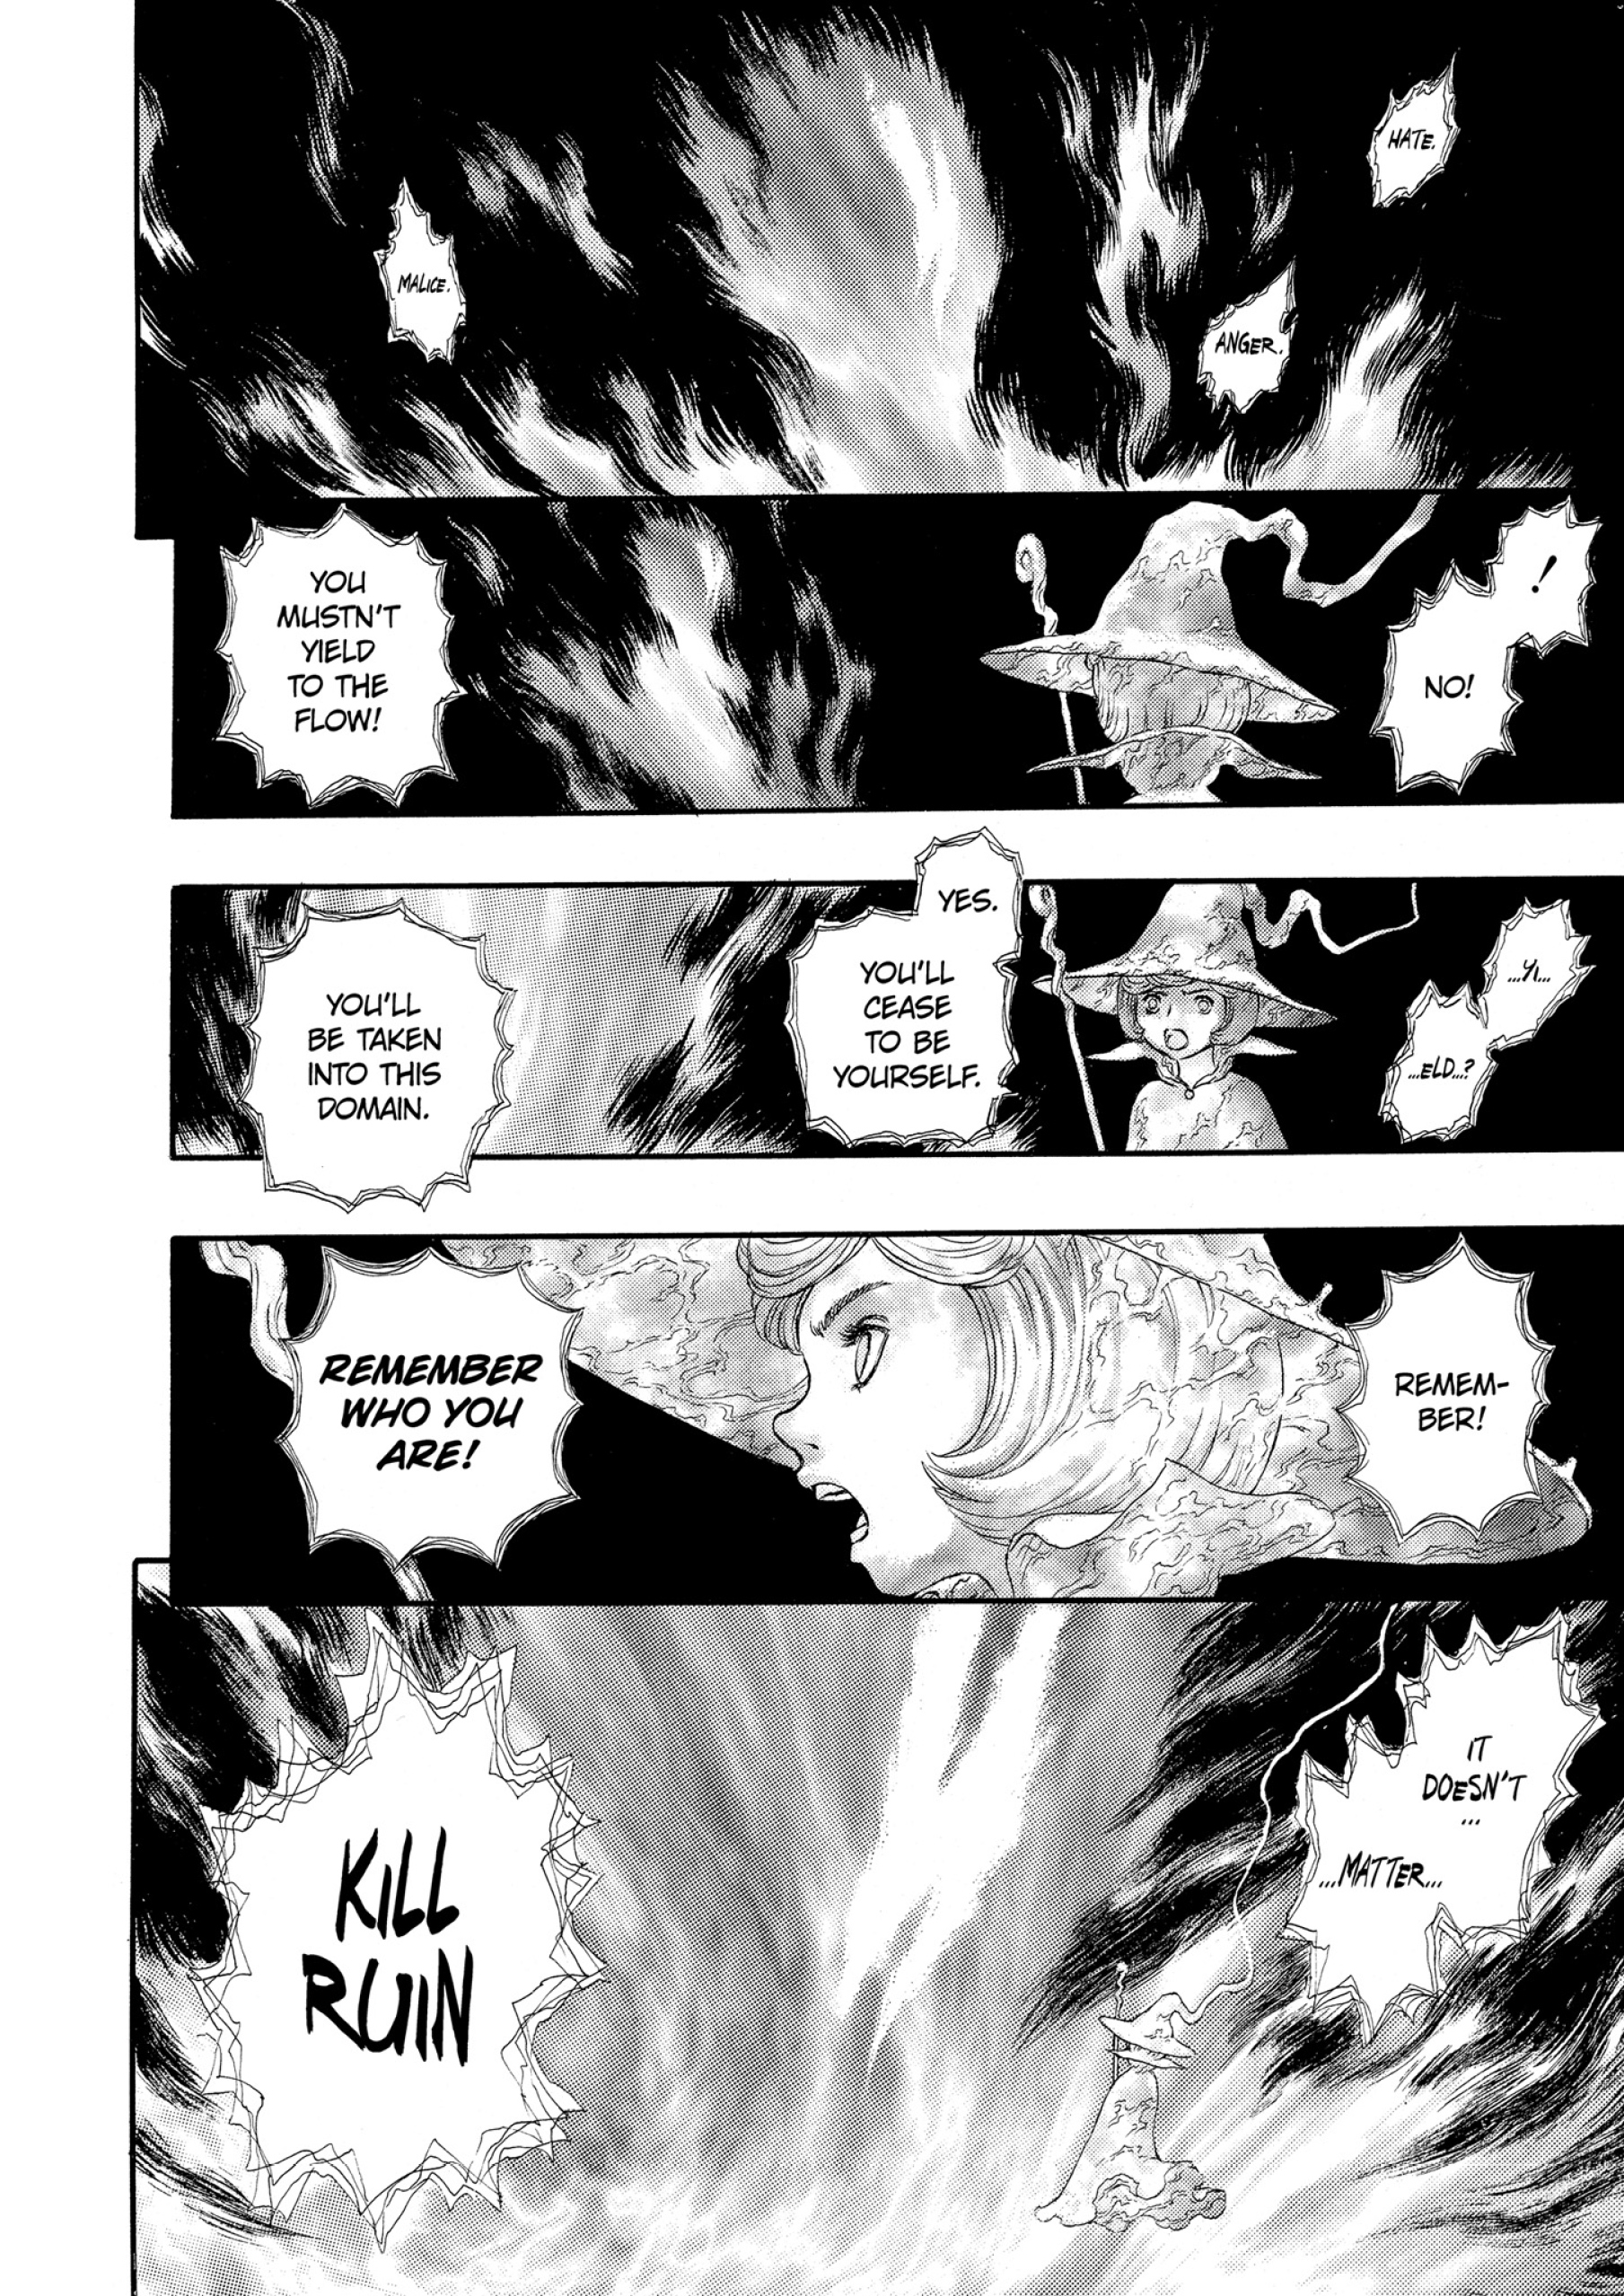 HATE.
ANGER.
MALICE.
!
NO!
YOU
MUSTN'T
YIELD
TO THE
FLOW!
...YI...
...ELD...?
YES.
YOU'LL
CEASE
TO BE
YOURSELF.
YOU'LL
BE TAKEN
INTO THIS
DOMAIN.
REMEM-
BER!
REMEMBER
WHO YOU
ARE!
IT
DOESN'T
...
...MATTER...
KILL
RUIN